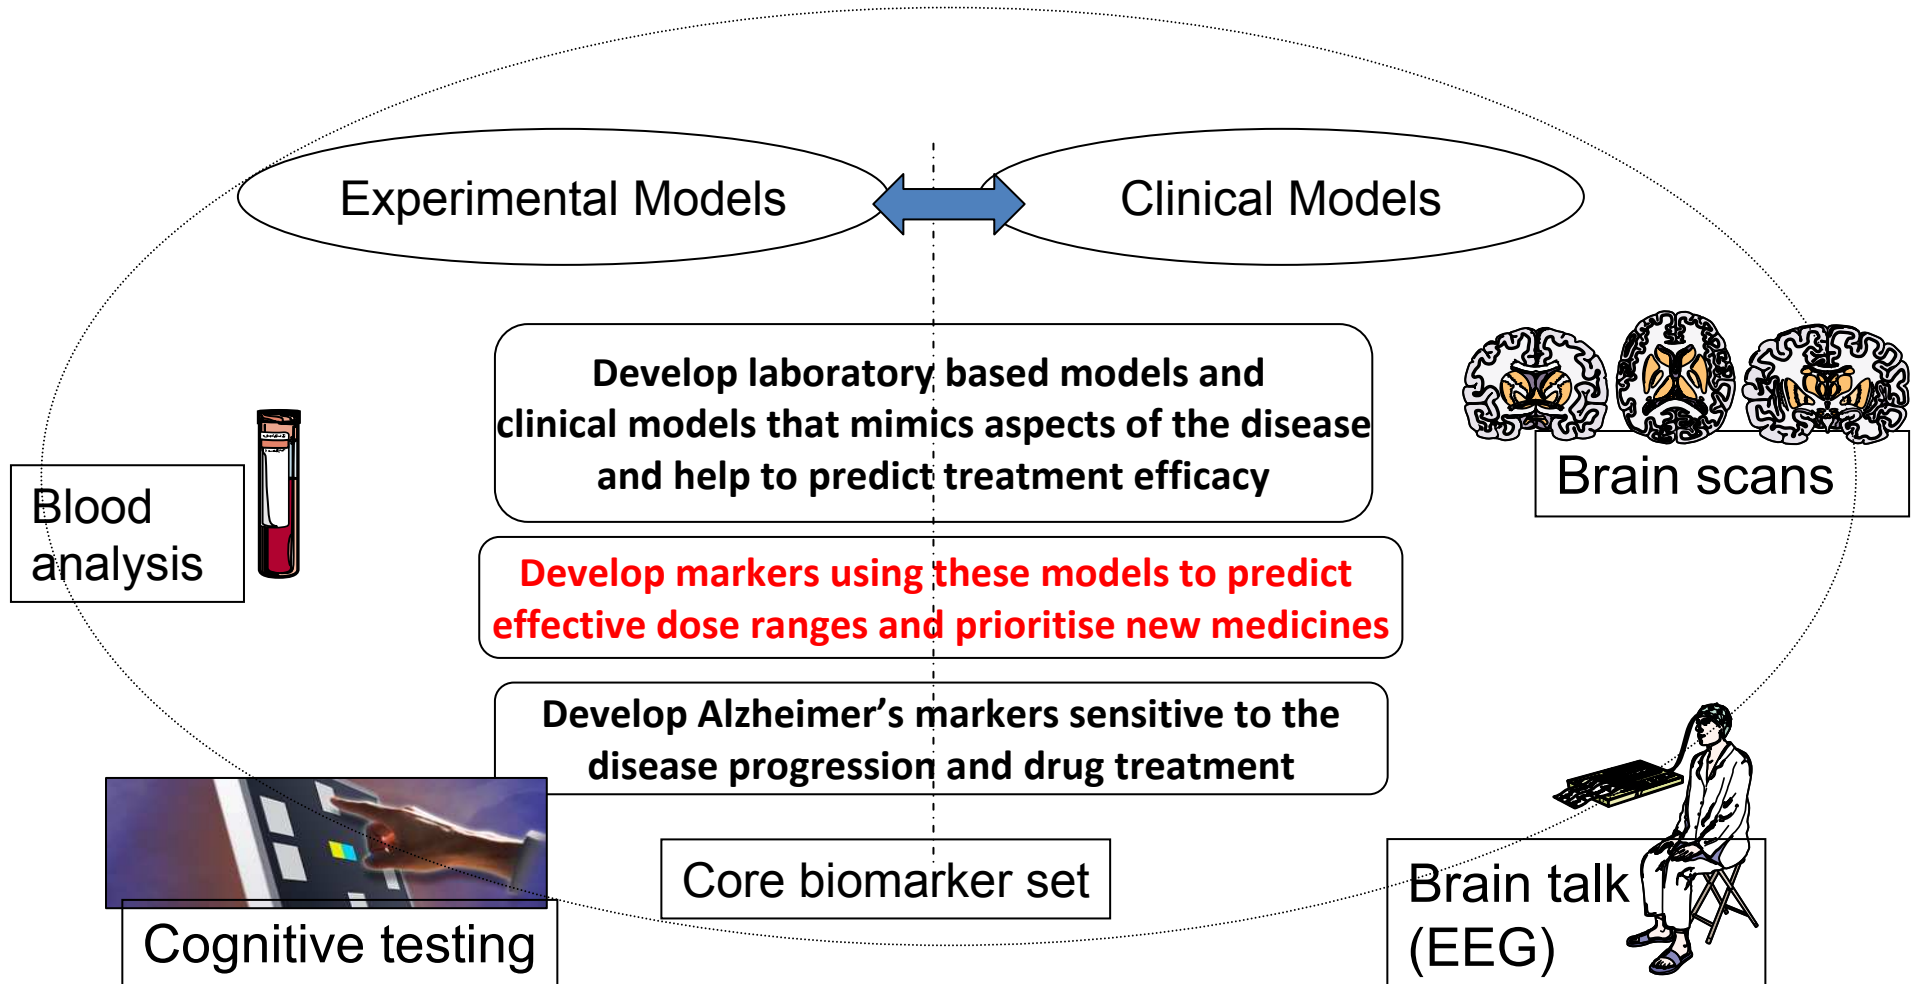 Experimental Models
Clinical Models
Develop laboratory based models and
clinical models that mimics aspects of the disease
and help to predict treatment efficacy
Brain scans
Blood
analysis
Develop markers using these models to predict
effective dose ranges and prioritise new medicines
Develop Alzheimer’s markers sensitive to the
disease progression and drug treatment
Core biomarker set
Brain talk
(EEG)
Cognitive testing